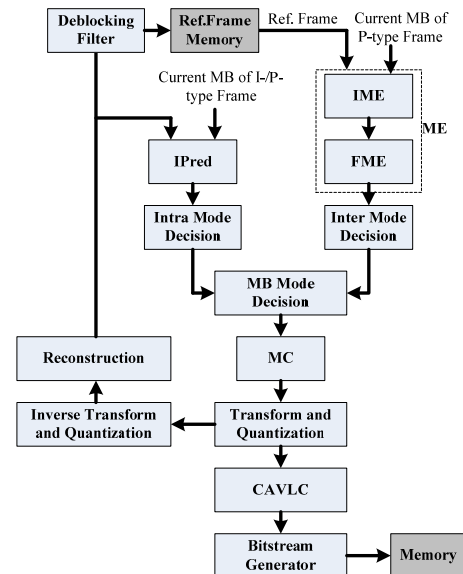 Deblocking
Filter
Ref.Frame
Memory
Ref. Frame
Current MB of
P-type Frame
Current MB of I-/P-
type Frame
IME
ME
IPred
FME
Intra Mode
Decision
Inter Mode
Decision
MB Mode
Decision
Reconstruction
MC
Inverse Transform
and Quantization
Transform and
Quantization
CAVLC
Bitstream
Generator
Memory